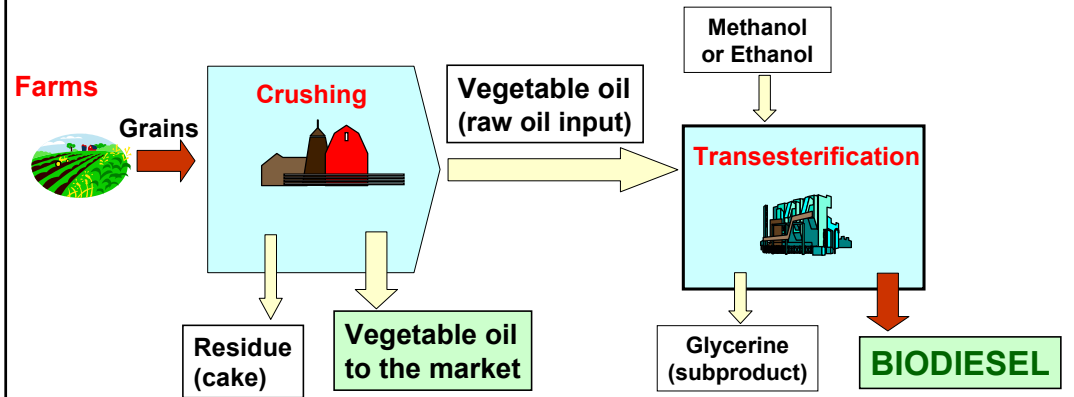 Farms
Grains
Crushing
Vegetable oil
(raw oil input)
Methanol
or Ethanol
Transesterification
Residue
(cake)
Vegetable oil
to the market
Glycerine
(subproduct)
BIODIESEL